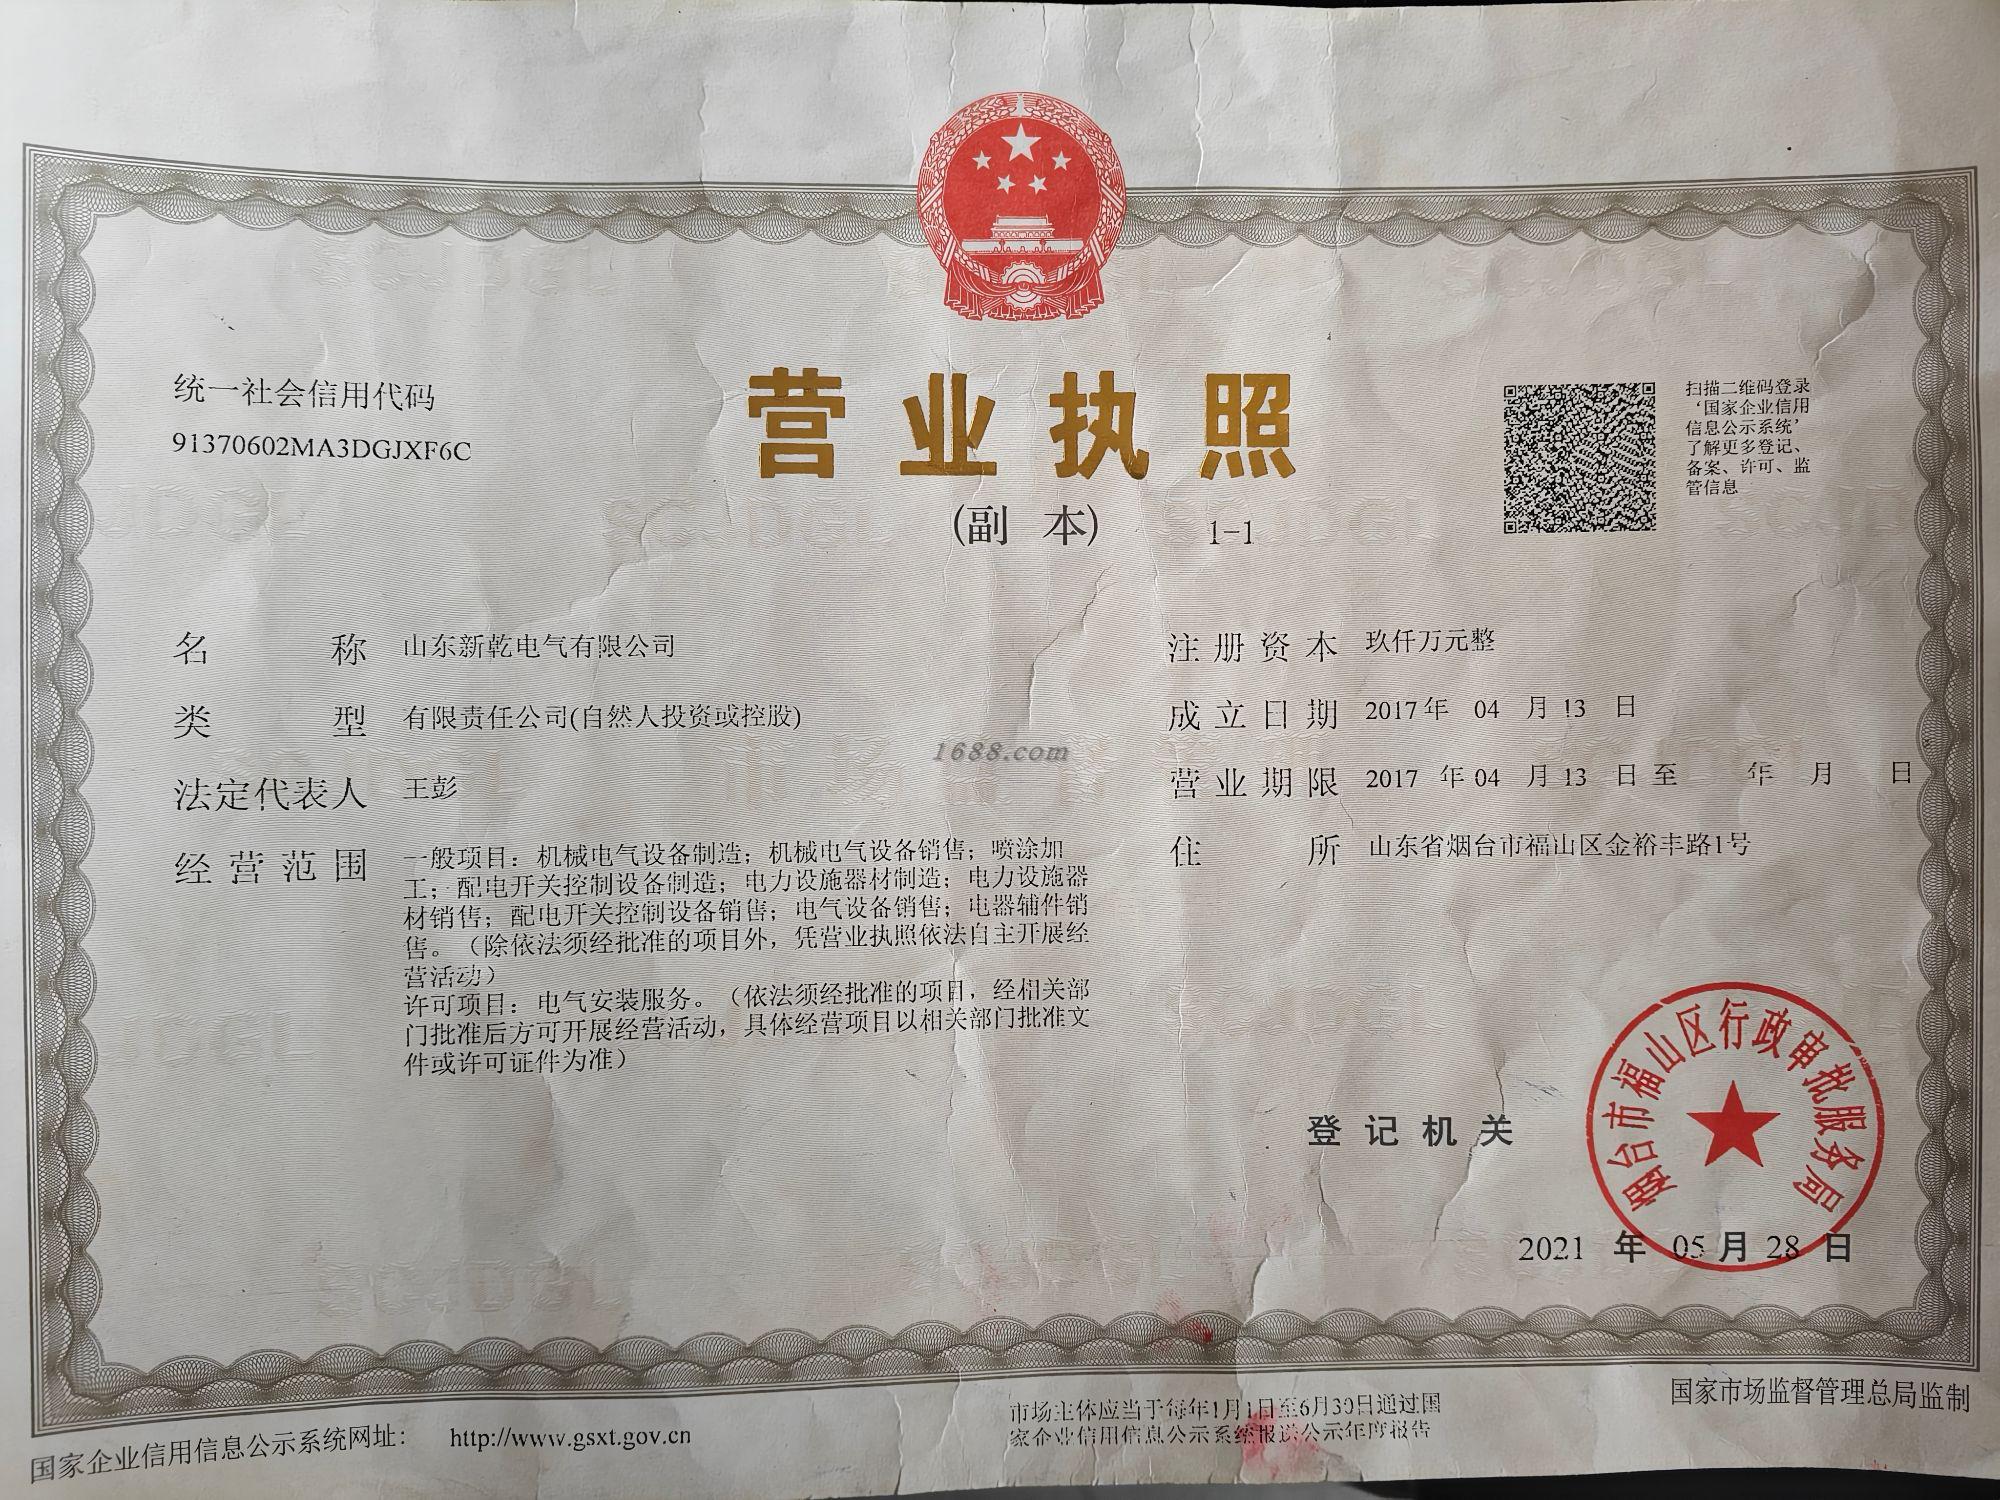 统一社会信用代码
91370602MA3DGJXF6C
营业执照
(副 本) 1-1
扫描二维码登录
‘国家企业信用
信息公示系统’
了解更多登记、
备案、许可、监
管信息
名 称 山东新乾电气有限公司
类 型 有限责任公司(自然人投资或控股)
法定代表人 王彭
经营范围 一般项目：机械电气设备制造；机械电气设备销售；喷涂加
工；配电开关控制设备制造；电力设施器材制造；电力设施器
材销售；配电开关控制设备销售；电气设备销售；电器辅件销
售。（除依法须经批准的项目外，凭营业执照依法自主开展经
营活动）
许可项目：电气安装服务。（依法须经批准的项目，经相关部
门批准后方可开展经营活动，具体经营项目以相关部门批准文
件或许可证件为准）
注册资本 玖仟万元整
成立日期 2017年 04 月 13 日
营业期限 2017 年 04 月 13 日至 年 月 日
住 所 山东省烟台市福山区金裕丰路1号
1688.com
登记机关
烟台市福山区行政审批服务局
2021 年 05 月 28 日
国家企业信用信息公示系统网址： http://www.gsxt.gov.cn
市场主体应当于每年1月1日至6月30日通过国
家企业信用信息公示系统报送公示年度报告
国家市场监督管理总局监制